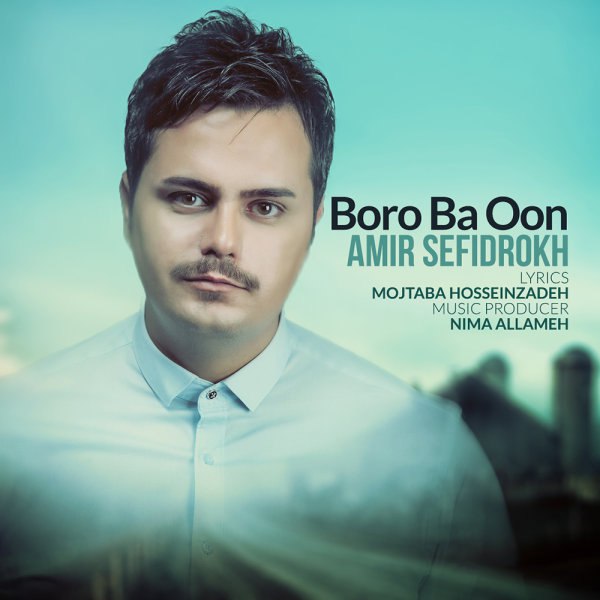 Boro Ba Oon
AMIR SEFIDROKH
LYRICS
MOJTABA HOSSEINZADEH
MUSIC PRODUCER
NIMA ALLAMEH